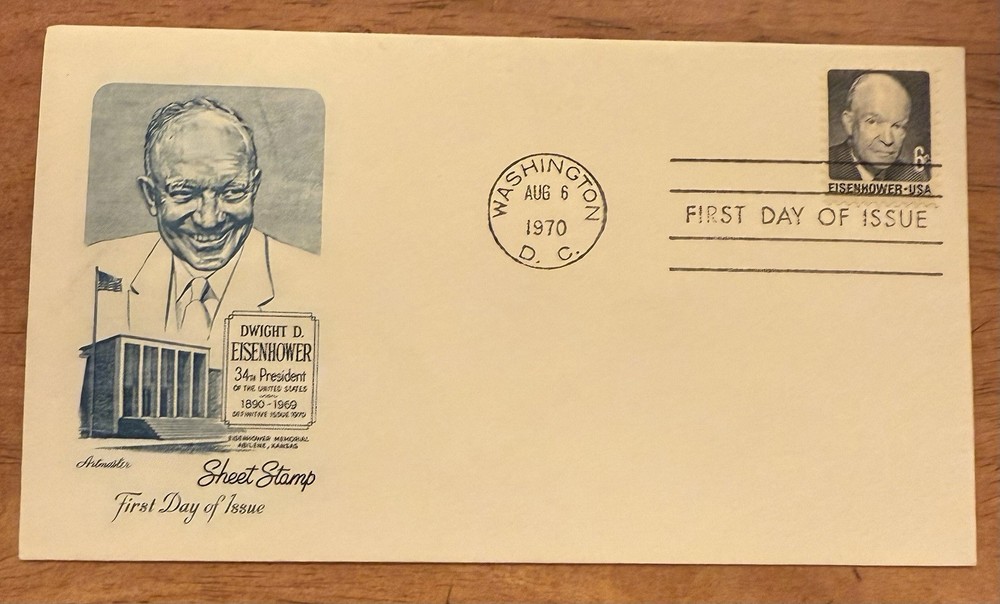 6c
EISENHOWER·USA
WASHINGTON
AUG 6
1970
D. C.
FIRST DAY OF ISSUE
DWIGHT D.
EISENHOWER
34TH President
OF THE UNITED STATES
1890-1969
DEFINITIVE ISSUE 1970
EISENHOWER MEMORIAL
ABILENE, KANSAS
Artmaster
Sheet Stamp
First Day of Issue